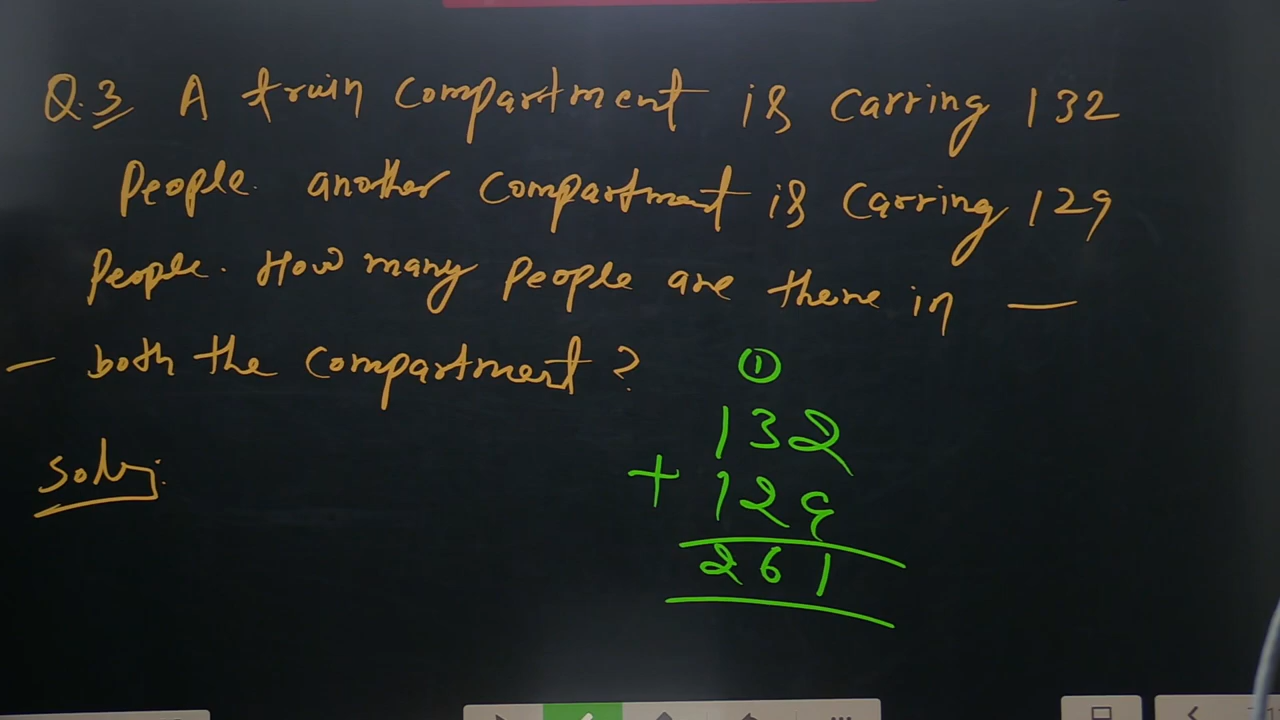 Q.3 A train compartment is carring 132
People. another compartment is carring 129
People. How many people are there in —
— both the compartment ?
Soln:
①
132
+ 129
261